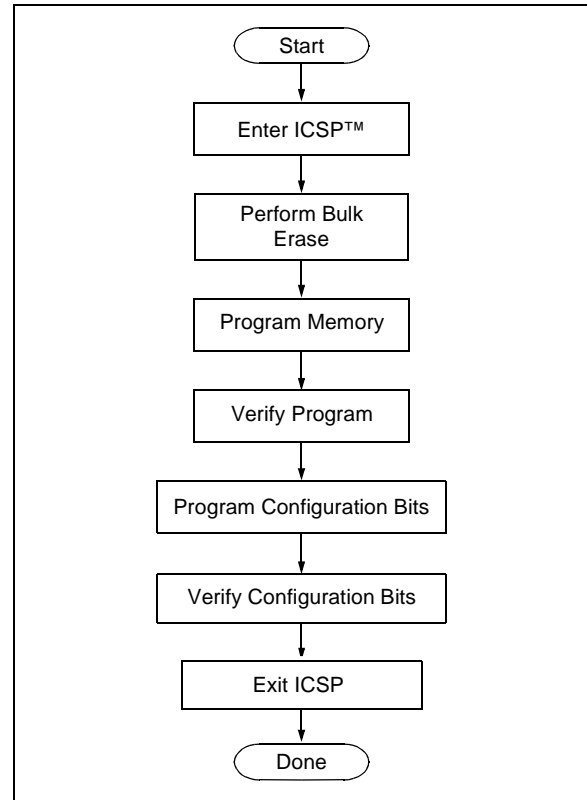 Start
Enter ICSP™
Perform Bulk
Erase
Program Memory
Verify Program
Program Configuration Bits
Verify Configuration Bits
Exit ICSP
Done